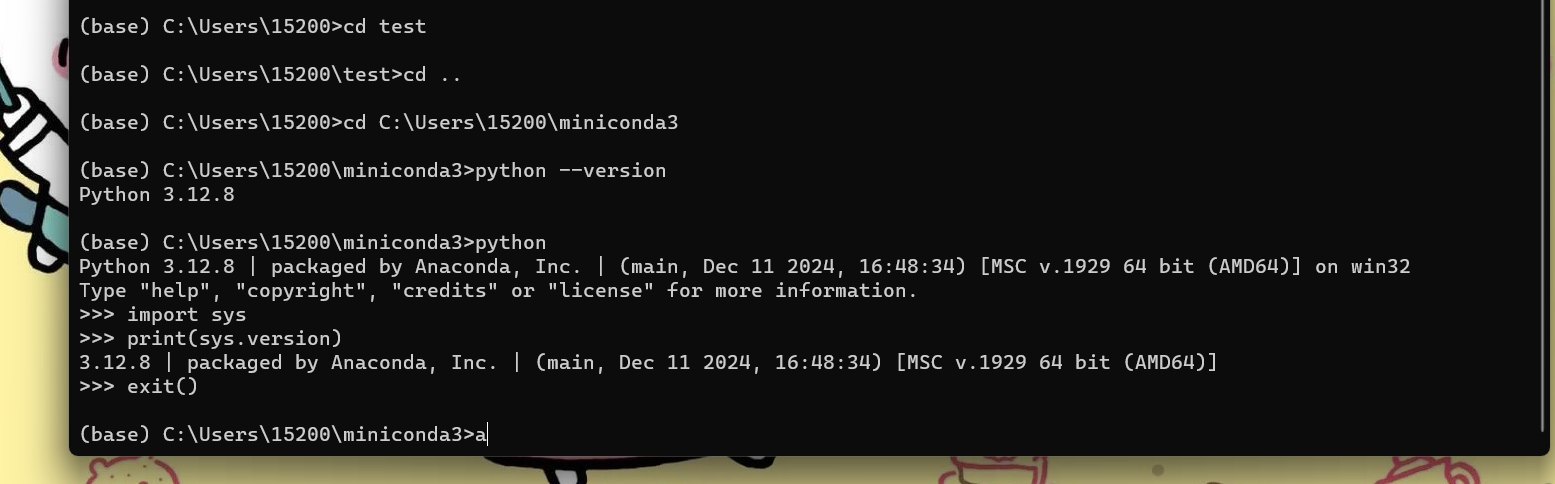 (base) C:\Users\15200>cd test
(base) C:\Users\15200\test>cd ..
(base) C:\Users\15200>cd C:\Users\15200\miniconda3
(base) C:\Users\15200\miniconda3>python --version
Python 3.12.8
(base) C:\Users\15200\miniconda3>python
Python 3.12.8 | packaged by Anaconda, Inc. | (main, Dec 11 2024, 16:48:34) [MSC v.1929 64 bit (AMD64)] on win32
Type "help", "copyright", "credits" or "license" for more information.
>>> import sys
>>> print(sys.version)
3.12.8 | packaged by Anaconda, Inc. | (main, Dec 11 2024, 16:48:34) [MSC v.1929 64 bit (AMD64)]
>>> exit()
(base) C:\Users\15200\miniconda3>a